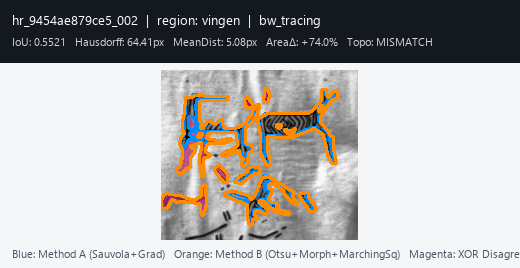 hr_9454ae879ce5_002 | region: vingen | bw_tracing
IoU: 0.5521 Hausdorff: 64.41px MeanDist: 5.08px AreaΔ: +74.0% Topo: MISMATCH
Blue: Method A (Sauvola+Grad) Orange: Method B (Otsu+Morph+MarchingSq) Magenta: XOR Disagre